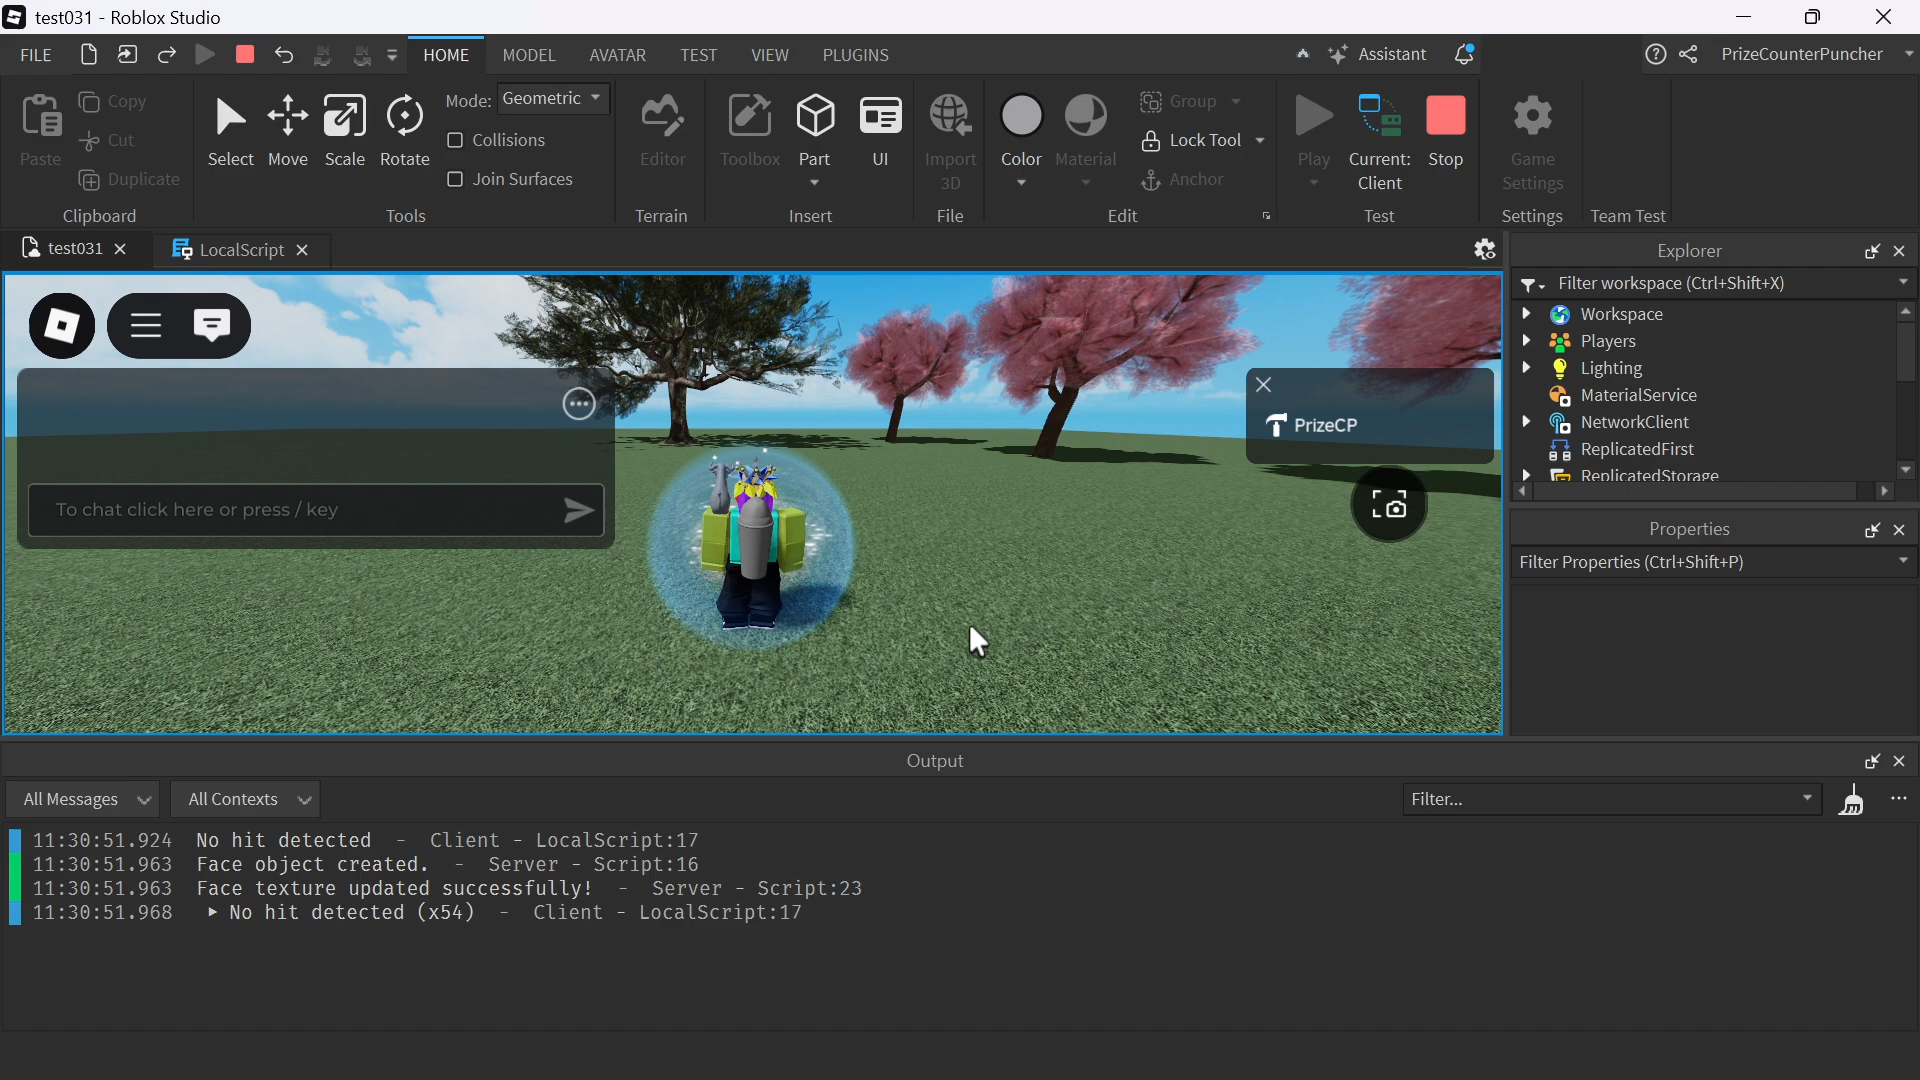 test031 - Roblox Studio
FILE HOME MODEL AVATAR TEST VIEW PLUGINS Assistant PrizeCounterPuncher
Paste
Copy
Cut
Duplicate
Clipboard
Select
Move
Scale
Rotate
Mode: Geometric
Collisions
Join Surfaces
Tools
Editor
Terrain
Toolbox
Part
UI
Insert
Import
3D
File
Color
Material
Group
Lock Tool
Anchor
Edit
Play
Current:
Client
Stop
Test
Game
Settings
Settings
Team Test
test031
LocalScript
To chat click here or press / key
PrizeCP
Explorer
Filter workspace (Ctrl+Shift+X)
Workspace
Players
Lighting
MaterialService
NetworkClient
ReplicatedFirst
ReplicatedStorage
Properties
Filter Properties (Ctrl+Shift+P)
Output
All Messages All Contexts Filter...
11:30:51.924 No hit detected - Client - LocalScript:17
11:30:51.963 Face object created. - Server - Script:16
11:30:51.963 Face texture updated successfully! - Server - Script:23
11:30:51.968 No hit detected (x54) - Client - LocalScript:17